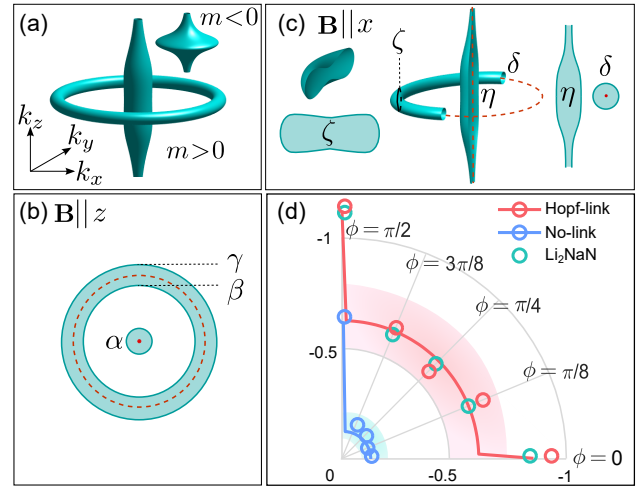 (a)
m<0
k_z
k_y
k_x
m>0
(b) B||z
γ
β
α
(c) B||x
ζ
δ
η
η
δ
ζ
(d)
Hopf-link
No-link
Li₂NaN
-1
ϕ = π/2
ϕ = 3π/8
ϕ = π/4
-0.5
ϕ = π/8
ϕ = 0
0
-0.5
-1